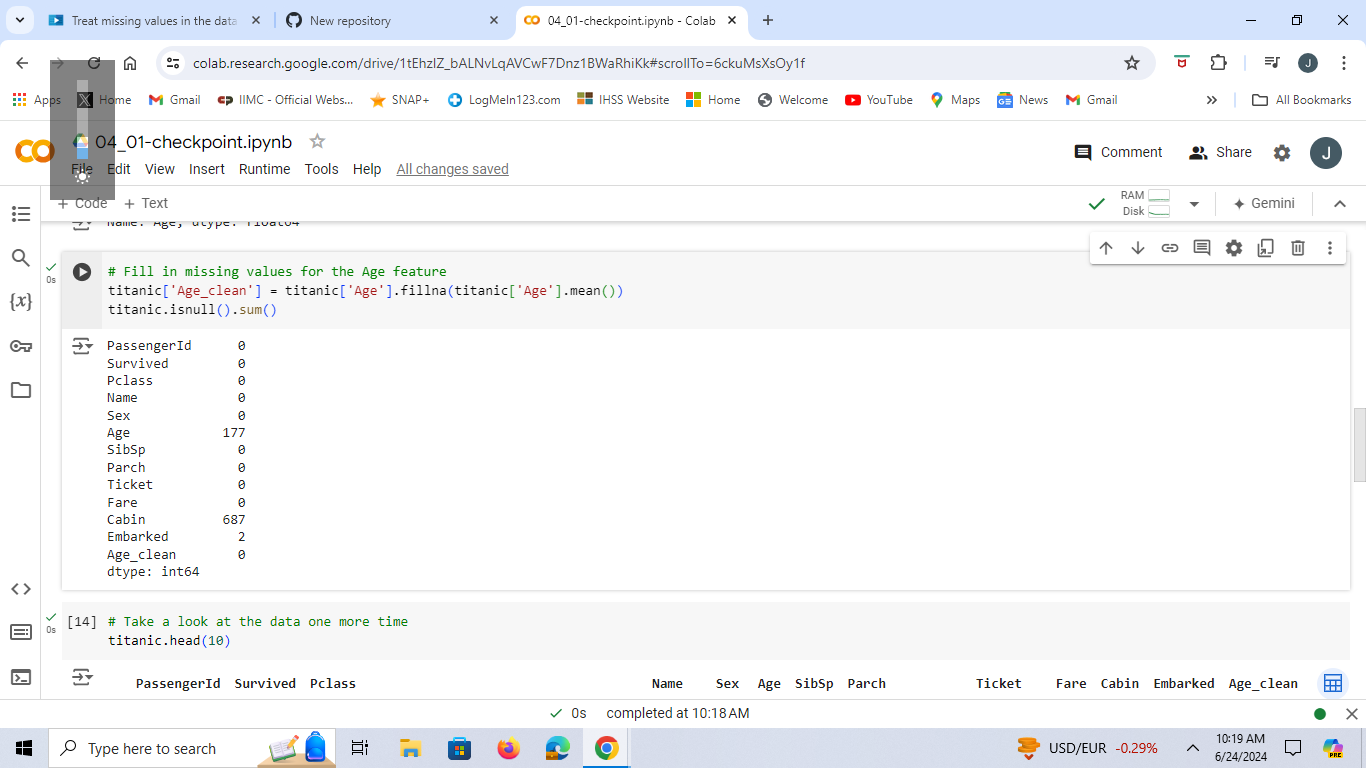 Treat missing values in the data
New repository
04_01-checkpoint.ipynb - Colab
colab.research.google.com/drive/1tEhzlZ_bALNvLqAVCwF7Dnz1BWaRhiKk#scrollTo=6ckuMsXsOy1f
J
Apps
Home
Gmail
IIMC - Official Webs...
SNAP+
LogMeIn123.com
IHSS Website
Home
Welcome
YouTube
Maps
News
Gmail
All Bookmarks
04_01-checkpoint.ipynb
File Edit View Insert Runtime Tools Help All changes saved
Comment
Share
J
+ Code + Text
RAM
Disk
Gemini
Name: Age, dtype: float64
0s
# Fill in missing values for the Age feature
titanic['Age_clean'] = titanic['Age'].fillna(titanic['Age'].mean())
titanic.isnull().sum()
PassengerId 0
Survived 0
Pclass 0
Name 0
Sex 0
Age 177
SibSp 0
Parch 0
Ticket 0
Fare 0
Cabin 687
Embarked 2
Age_clean 0
dtype: int64
0s
[14] # Take a look at the data one more time
titanic.head(10)
PassengerId Survived Pclass Name Sex Age SibSp Parch Ticket Fare Cabin Embarked Age_clean
0s completed at 10:18 AM
Type here to search
USD/EUR -0.29%
10:19 AM
6/24/2024
PRE